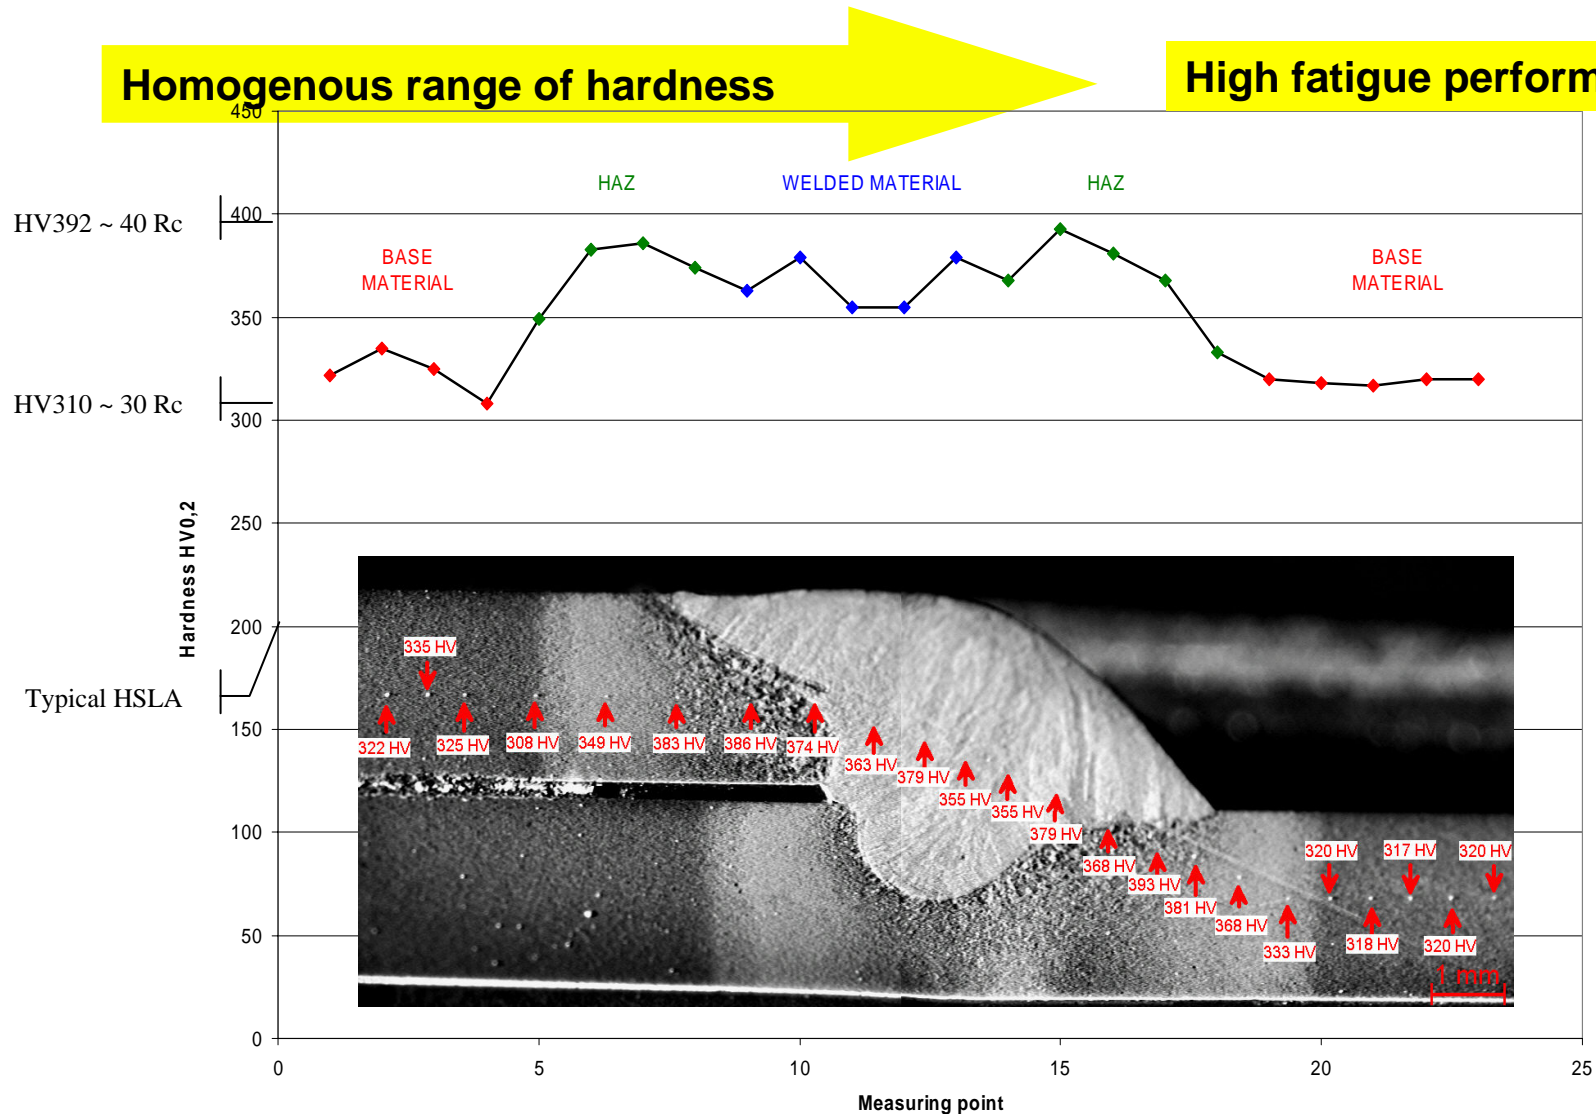 Homogenous range of hardness
High fatigue perform
450
HAZ
WELDED MATERIAL
HAZ
400
HV392 ~ 40 Rc
BASE
MATERIAL
BASE
MATERIAL
350
HV310 ~ 30 Rc
300
250
Hardness HV0,2
200
Typical HSLA
150
100
50
0
335 HV
322 HV
325 HV
308 HV
349 HV
383 HV
386 HV
374 HV
363 HV
379 HV
355 HV
355 HV
379 HV
368 HV
393 HV
381 HV
368 HV
333 HV
320 HV
318 HV
317 HV
320 HV
320 HV
1 mm
0
5
10
15
20
25
Measuring point